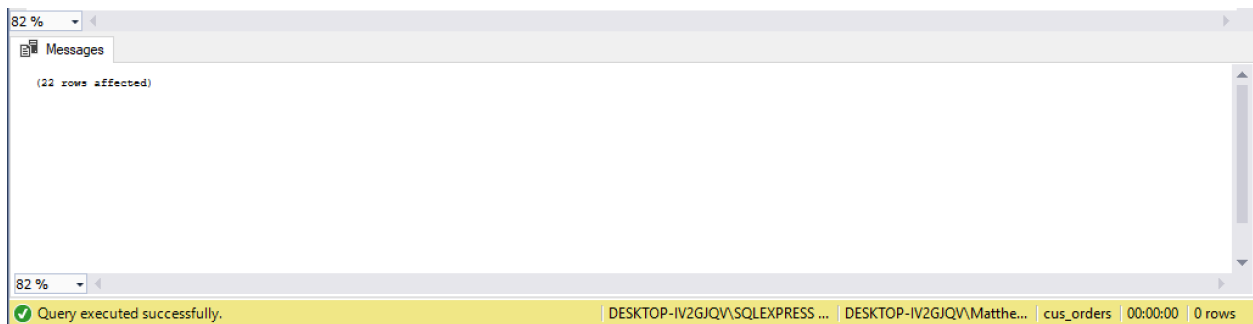 82 %
Messages
(22 rows affected)
82 %
Query executed successfully. DESKTOP-IV2GJQV\SQLEXPRESS ... DESKTOP-IV2GJQV\Matthe... cus_orders 00:00:00 0 rows